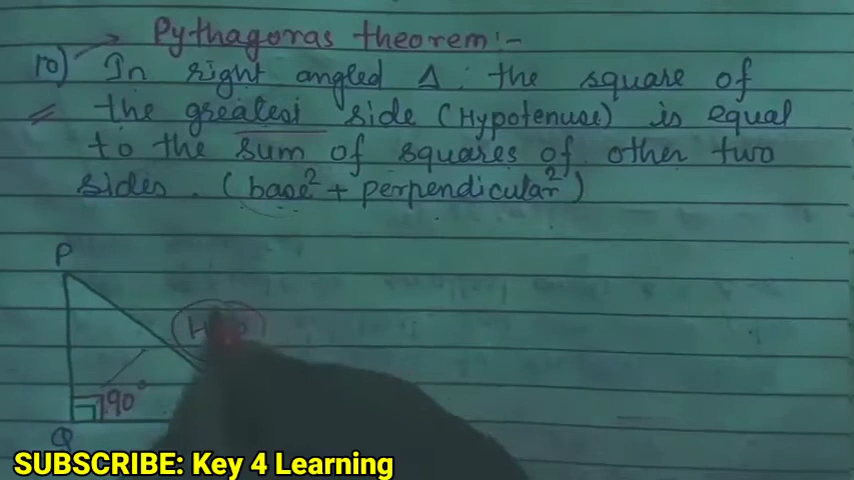 Pythagoras theorem :-
10) In right angled Δ. the square of
the greatest side (Hypotenuse) is equal
to the sum of squares of other two
sides. (base² + perpendicular²)
P
90°
Q
SUBSCRIBE: Key 4 Learning